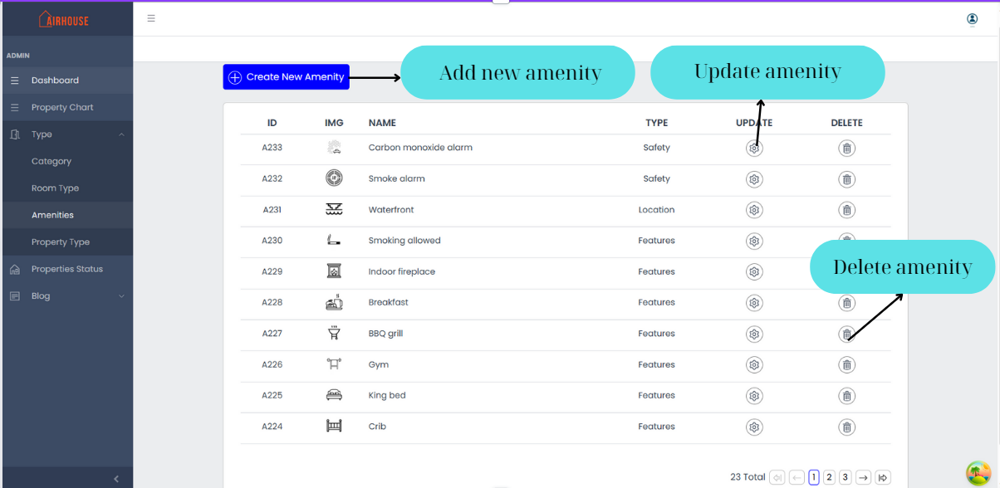 AIRHOUSE
ADMIN
Dashboard
Property Chart
Type
Category
Room Type
Amenities
Property Type
Properties Status
Blog
Create New Amenity
Add new amenity
Update amenity
ID IMG NAME TYPE UPDATE DELETE
A233 Carbon monoxide alarm Safety
A232 Smoke alarm Safety
A231 Waterfront Location
A230 Smoking allowed Features
A229 Indoor fireplace Features
Delete amenity
A228 Breakfast Features
A227 BBQ grill Features
A226 Gym Features
A225 King bed Features
A224 Crib Features
23 Total 1 2 3